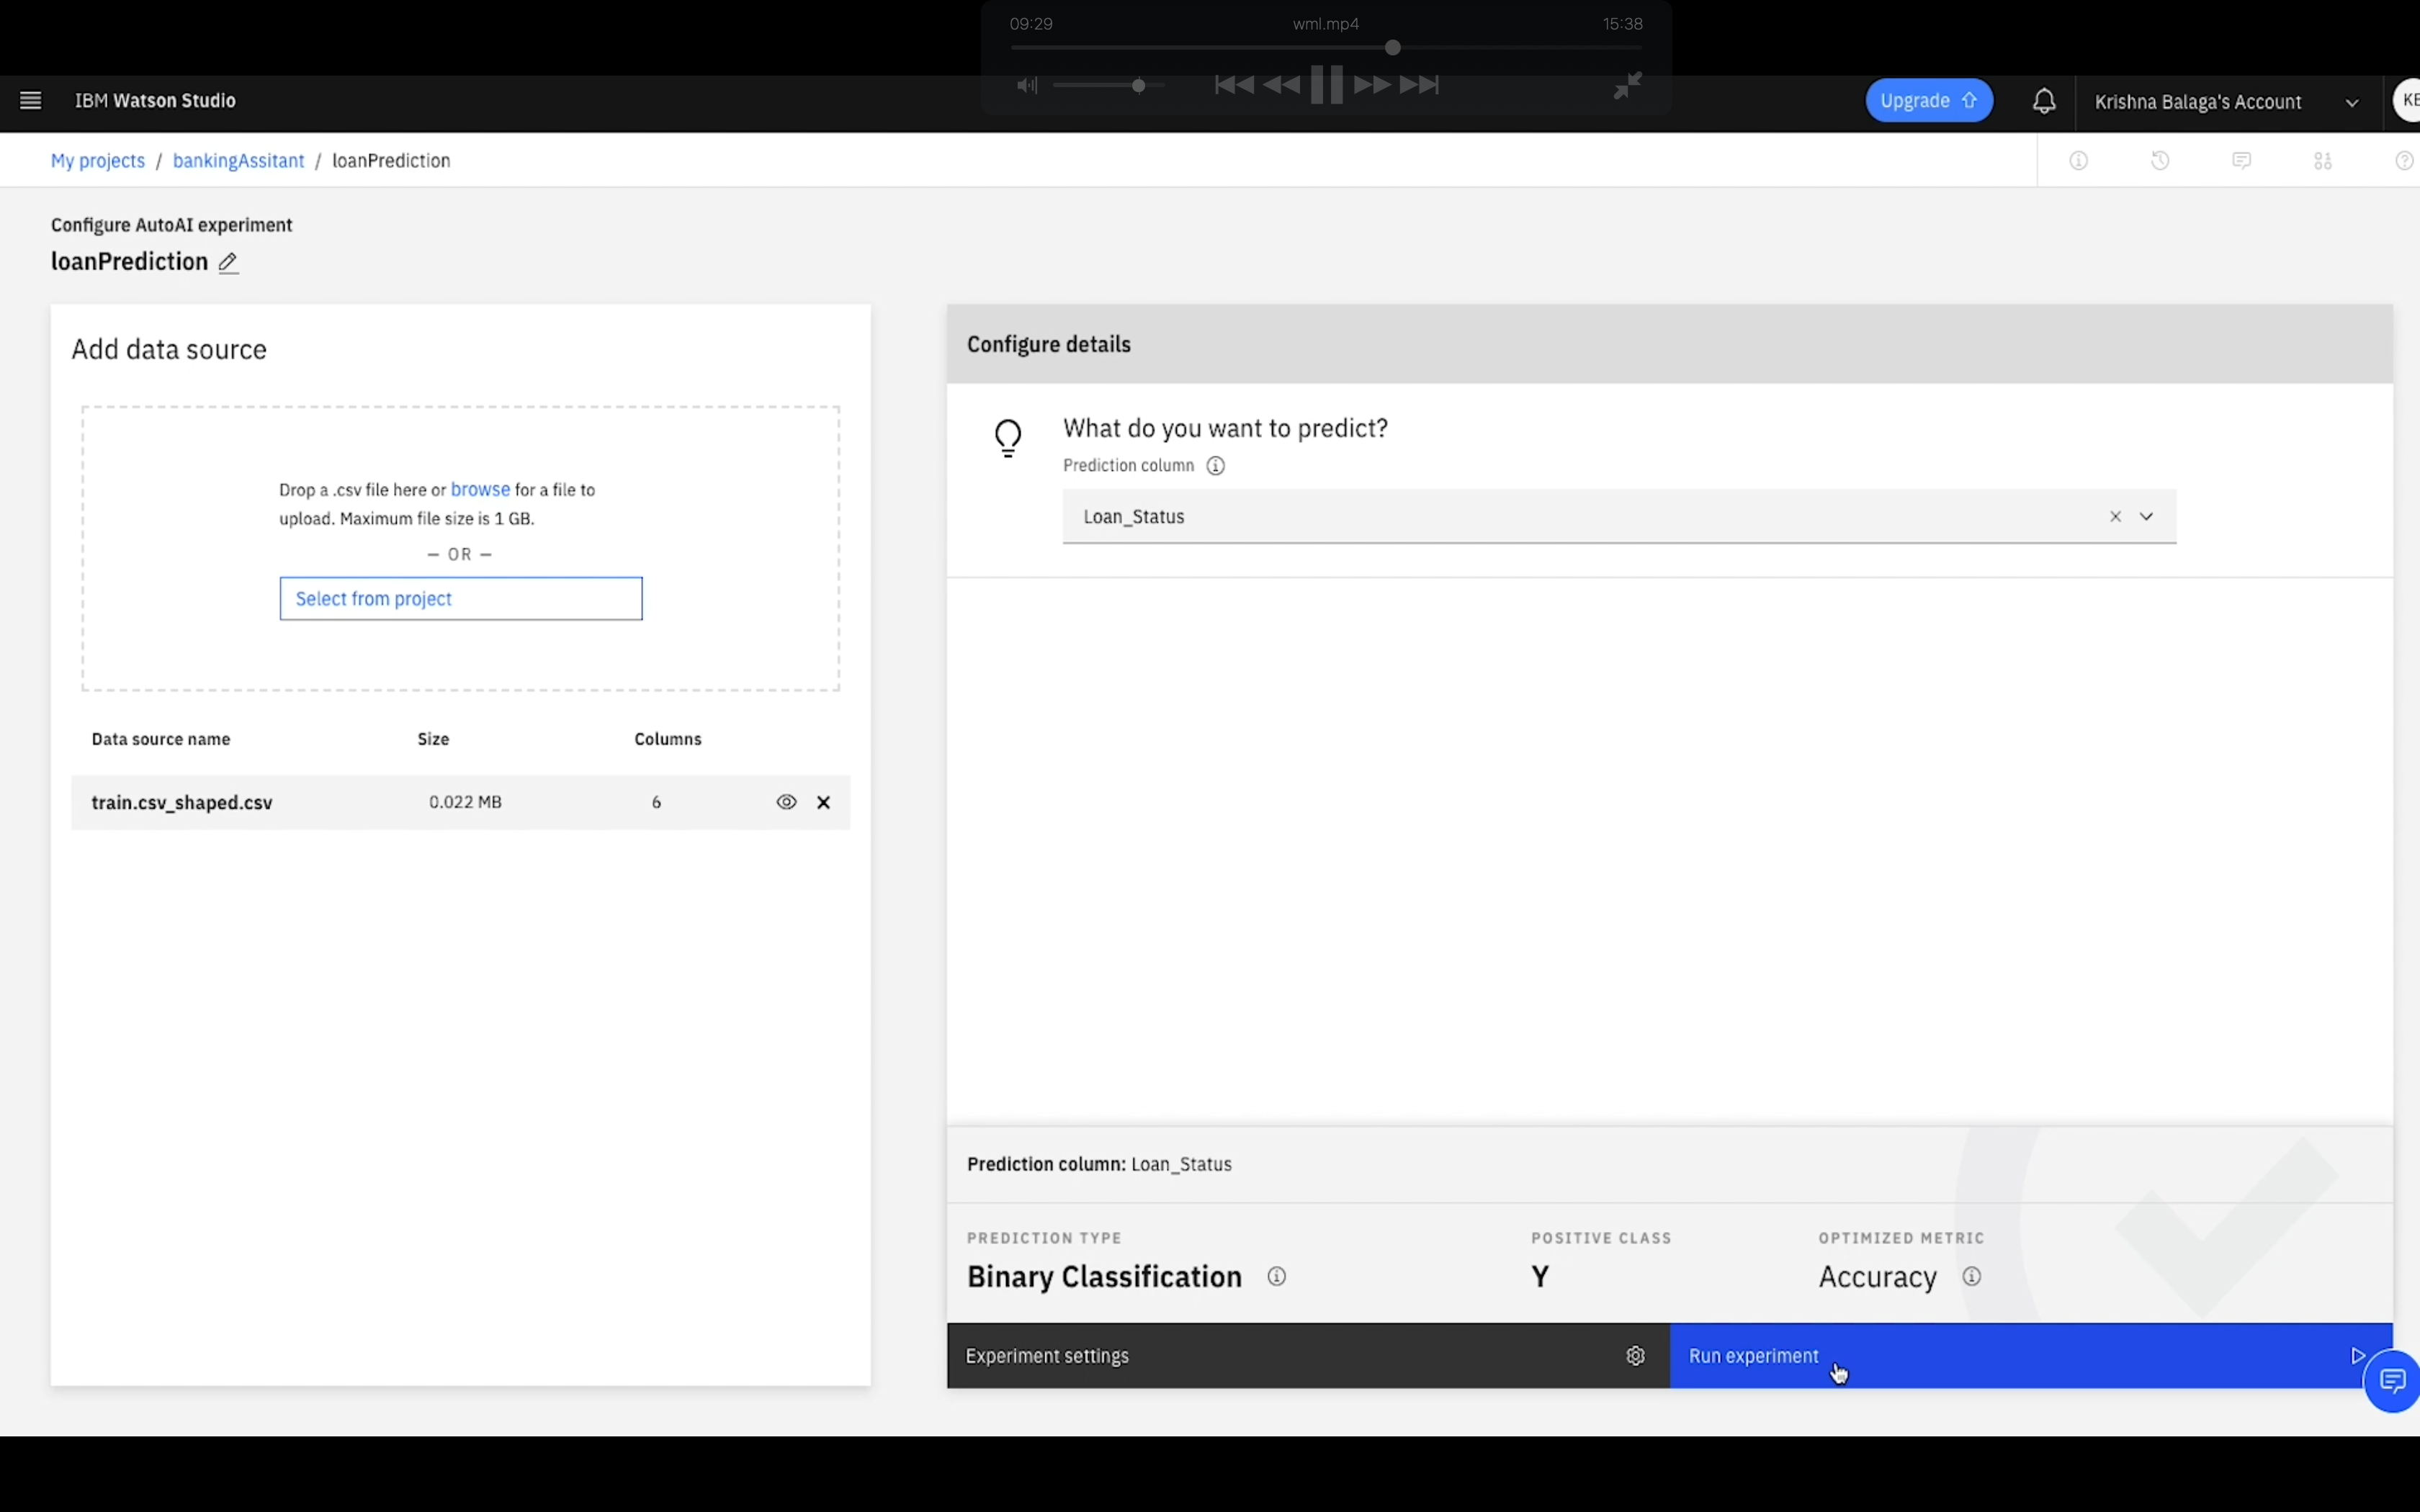 09:29 wml.mp4 15:38
IBM Watson Studio
Upgrade
Krishna Balaga's Account
My projects / bankingAssitant / loanPrediction
Configure AutoAI experiment
loanPrediction
Add data source
Drop a .csv file here or browse for a file to
upload. Maximum file size is 1 GB.
— OR —
Select from project
Data source name Size Columns
train.csv_shaped.csv 0.022 MB 6
Configure details
What do you want to predict?
Prediction column
Loan_Status
Prediction column: Loan_Status
PREDICTION TYPE POSITIVE CLASS OPTIMIZED METRIC
Binary Classification Y Accuracy
Experiment settings
Run experiment